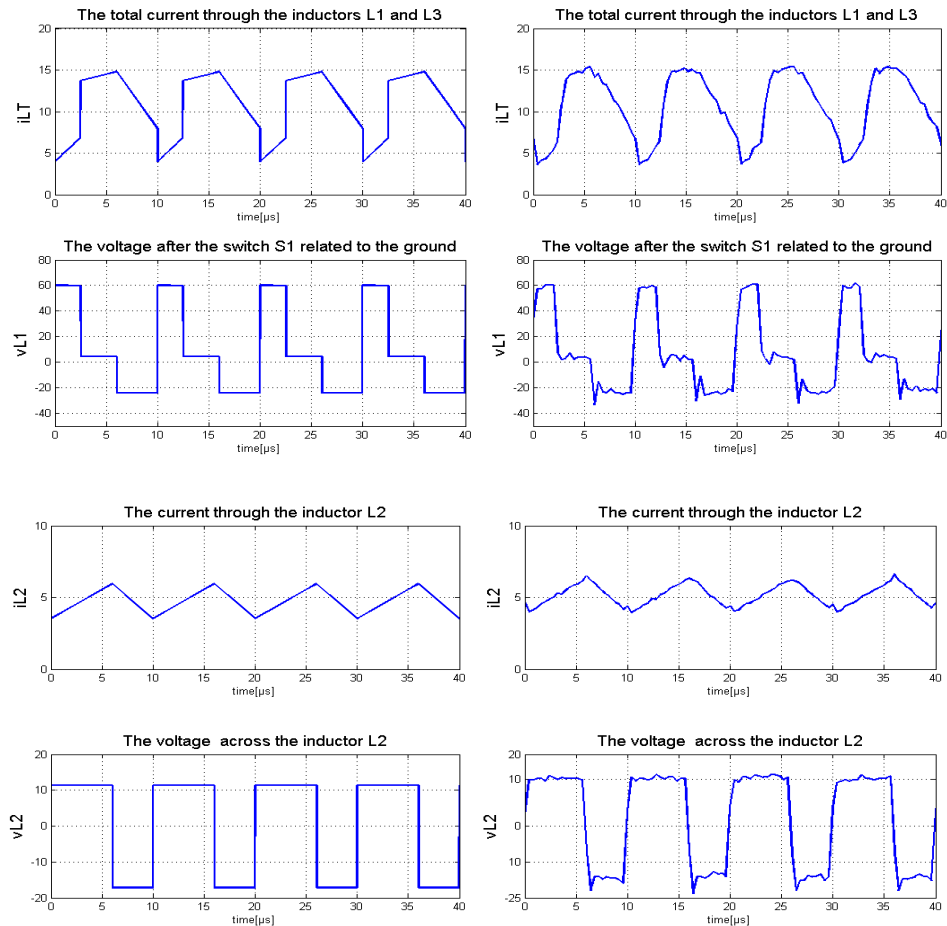 The total current through the inductors L1 and L3
The total current through the inductors L1 and L3
20
15
10
5
0
iLT
0 5 10 15 20 25 30 35 40
time[µs]
20
15
10
5
0
iLT
0 5 10 15 20 25 30 35 40
time[µs]
The voltage after the switch S1 related to the ground
The voltage after the switch S1 related to the ground
80
60
40
20
0
-20
-40
vL1
0 5 10 15 20 25 30 35 40
time[µs]
80
60
40
20
0
-20
-40
vL1
0 5 10 15 20 25 30 35 40
time[µs]
The current through the inductor L2
The current through the inductor L2
10
5
0
iL2
0 5 10 15 20 25 30 35 40
time[µs]
10
5
0
iL2
0 5 10 15 20 25 30 35 40
time[µs]
The voltage  across the inductor L2
The voltage  across the inductor L2
20
10
0
-10
-20
vL2
0 5 10 15 20 25 30 35 40
time[µs]
20
10
0
10
-25
vL2
0 5 10 15 20 25 30 35 40
time[µs]